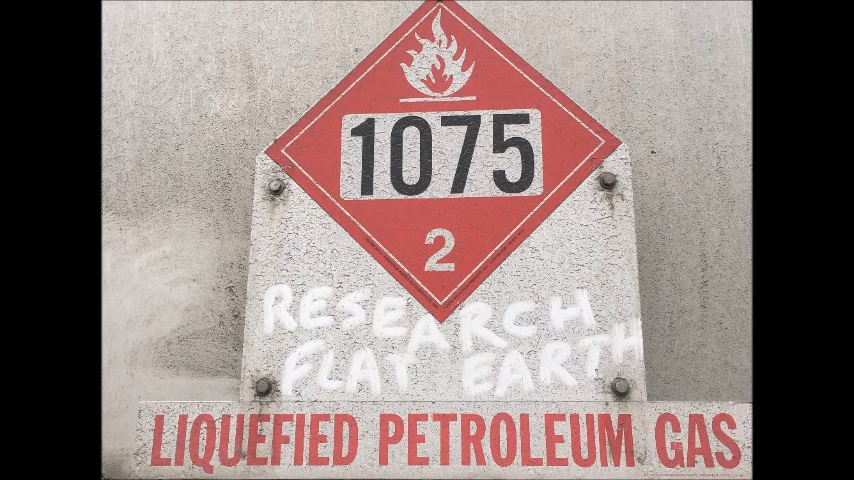 1075
2
RESEARCH
FLAT EARTH
LIQUEFIED PETROLEUM GAS